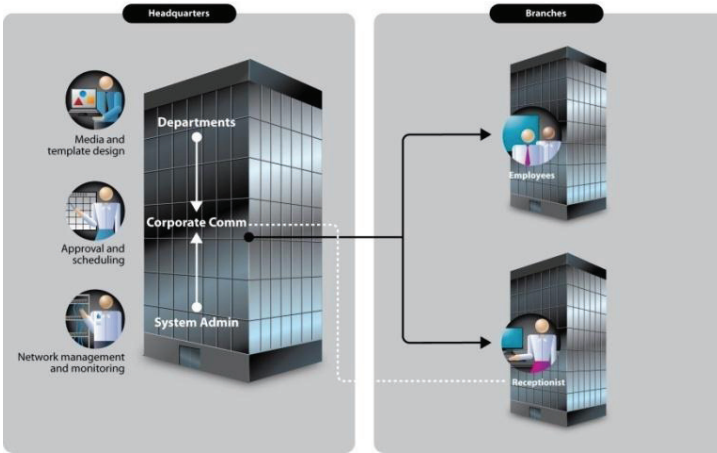 Headquarters
Branches
Departments
Media and
template design
Corporate Comm
Approval and
scheduling
System Admin
Network management
and monitoring
Employees
Receptionist